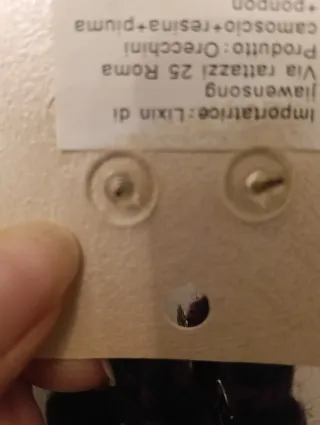 Importatrice:Lixin di
jiawensong
Via rattazzi 25 Roma
Produtto:Orecchini
camoscio+resina+piuma
+ponpon